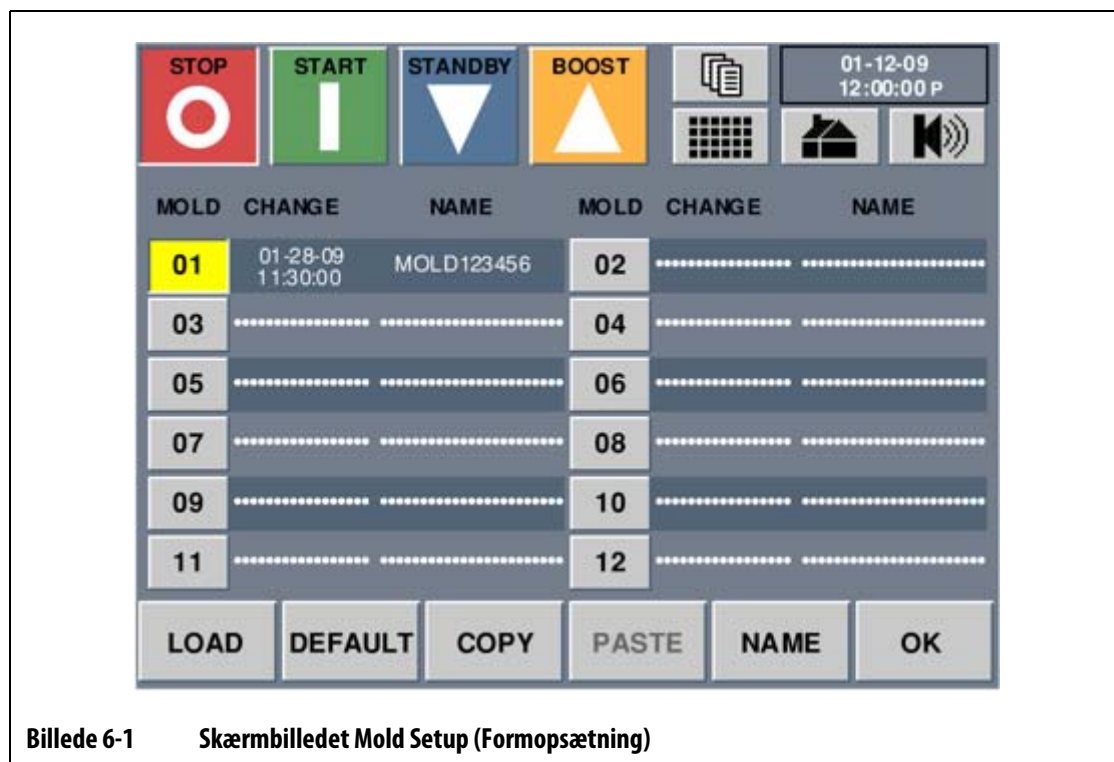 STOP START STANDBY BOOST
01-12-09
12:00:00 P
MOLD CHANGE NAME MOLD CHANGE NAME
01 01-28-09 11:30:00 MOLD123456 02
03 04
05 06
07 08
09 10
11 12
LOAD DEFAULT COPY PASTE NAME OK
Billede 6-1 Skærmbilledet Mold Setup (Formopsætning)